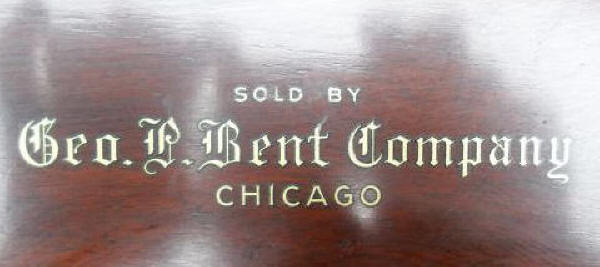 SOLD BY
Geo. P. Bent Company
CHICAGO